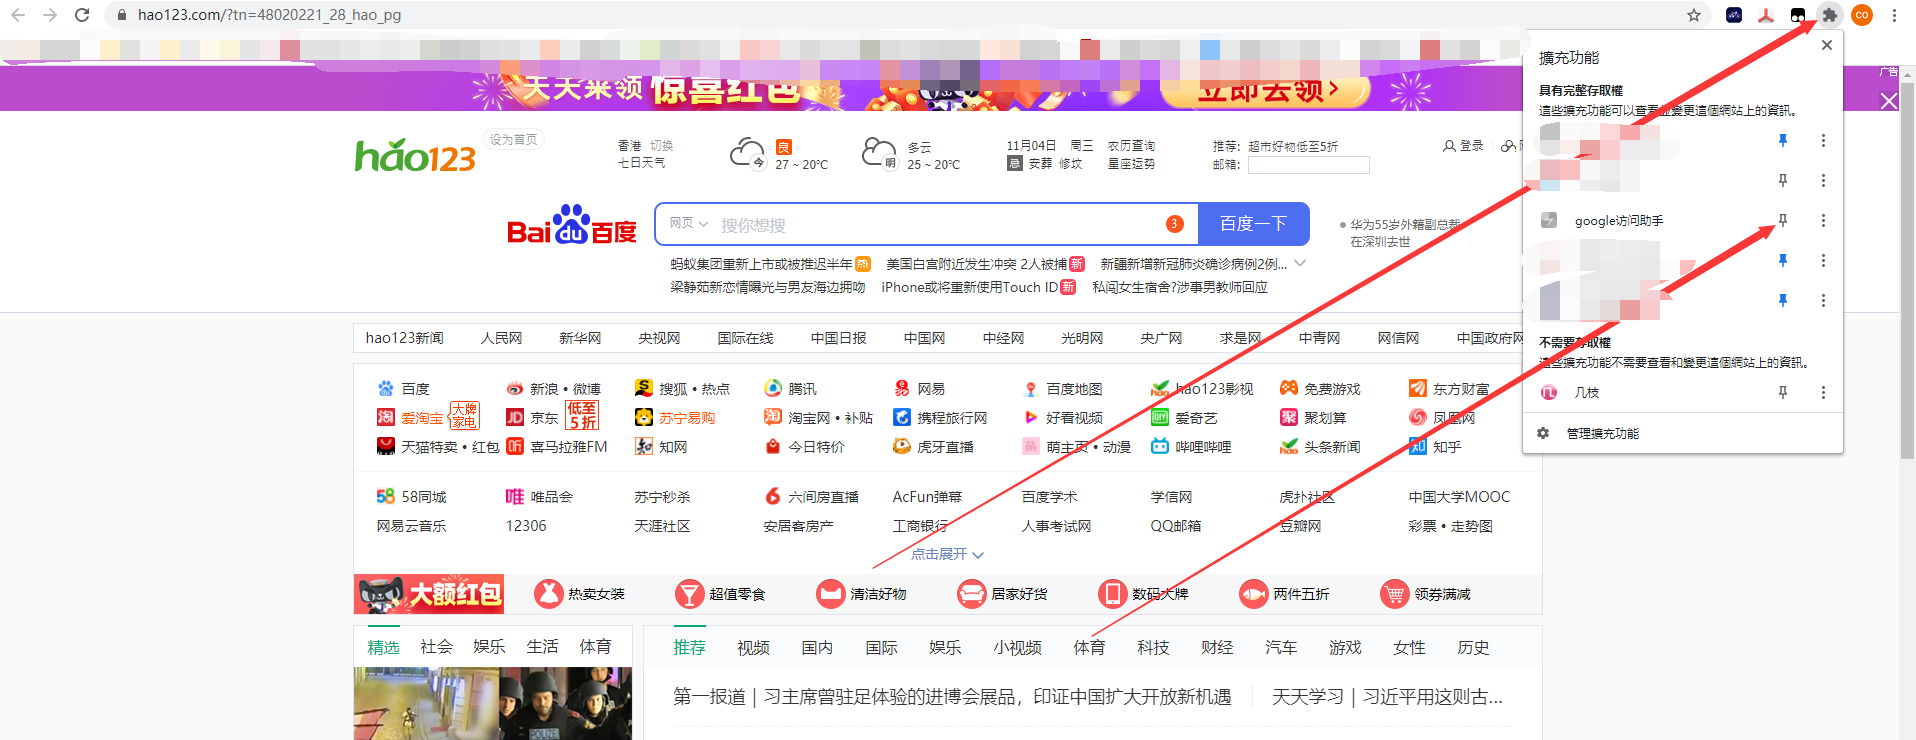 hao123.com/?tn=48020221_28_hao_pg
co
天天来领 惊喜红包
立即去领>
广告
hao123
设为首页
香港 切换
七日天气
今
良
27 ~ 20℃
明
多云
25 ~ 20℃
11月04日 周三 农历查询
忌 安葬 修坟 星座运势
推荐: 超市好物低至5折
邮箱:
登录
Bai du 百度
网页
搜你想搜
3
百度一下
华为55岁外籍副总裁
在深圳去世
蚂蚁集团重新上市或被推迟半年 热 美国白宫附近发生冲突 2人被捕 新 新疆新增新冠肺炎确诊病例2例...
梁静茹新恋情曝光与男友海边拥吻 iPhone或将重新使用Touch ID 新 私闯女生宿舍?涉事男教师回应
hao123新闻 人民网 新华网 央视网 国际在线 中国日报 中国网 中经网 光明网 央广网 求是网 中青网 网信网 中国政府网
百度 新浪 • 微博 搜狐 • 热点 腾讯 网易 百度地图 hao123影视 免费游戏 东方财富
爱淘宝 大牌家电 京东 低至5折 苏宁易购 淘宝网 • 补贴 携程旅行网 好看视频 爱奇艺 聚划算 凤凰网
天猫特卖 • 红包 喜马拉雅FM 知网 今日特价 虎牙直播 萌主页 • 动漫 哔哩哔哩 头条新闻 知乎
58同城 唯品会 苏宁秒杀 六间房直播 AcFun弹幕 百度学术 学信网 虎扑社区 中国大学MOOC
网易云音乐 12306 天涯社区 安居客房产 工商银行 人事考试网 QQ邮箱 豆瓣网 彩票 • 走势图
点击展开
大额红包 热卖女装 超值零食 清洁好物 居家好货 数码大牌 两件五折 领券满减
精选 社会 娱乐 生活 体育
推荐 视频 国内 国际 娱乐 小视频 体育 科技 财经 汽车 游戏 女性 历史
第一报道 | 习主席曾驻足体验的进博会展品，印证中国扩大开放新机遇
天天学习 | 习近平用这则古...
POLIZEI
擴充功能
具有完整存取權
這些擴充功能可以查看並變更這個網站上的資訊。
google访问助手
不需要存取權
這些擴充功能不需要查看和變更這個網站上的資訊。
几枝
管理擴充功能